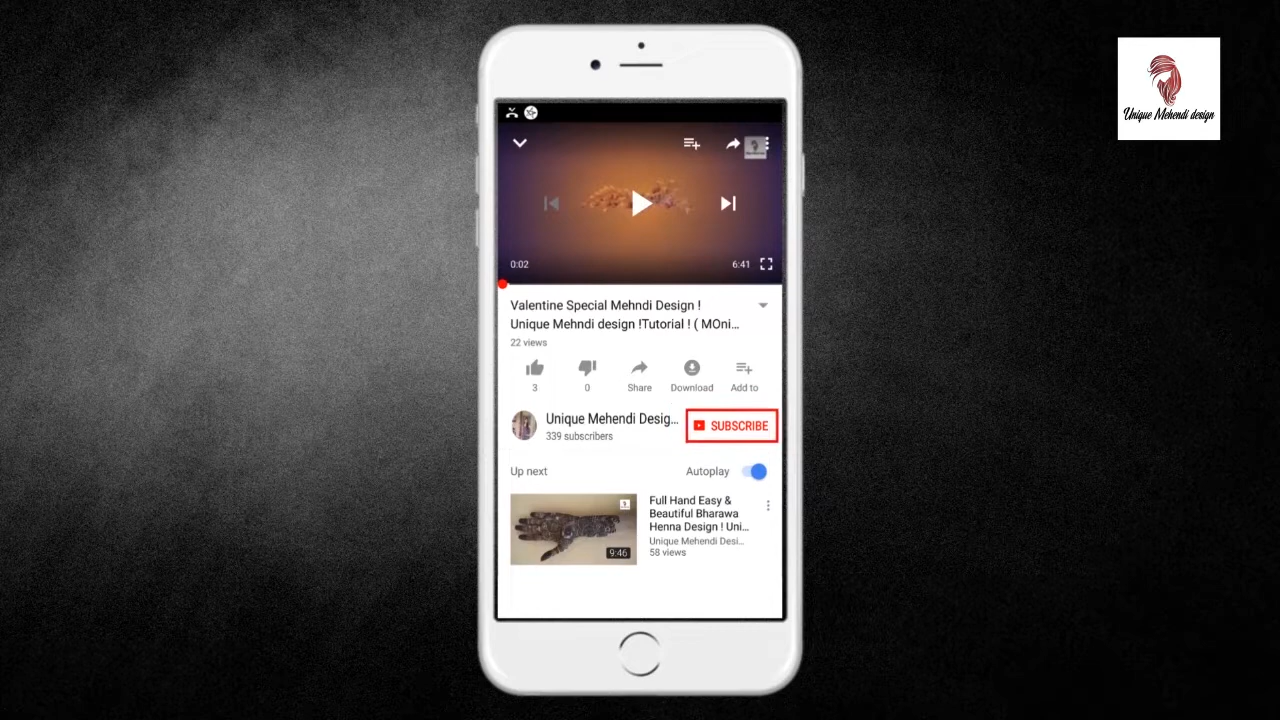 Unique Mehendi design
0:02
6:41
Valentine Special Mehndi Design !
Unique Mehndi design !Tutorial ! ( MOni...
22 views
3
0
Share
Download
Add to
Unique Mehendi Desig...
339 subscribers
SUBSCRIBE
Up next
Autoplay
9:46
Full Hand Easy &
Beautiful Bharawa
Henna Design ! Uni...
Unique Mehendi Desi...
58 views